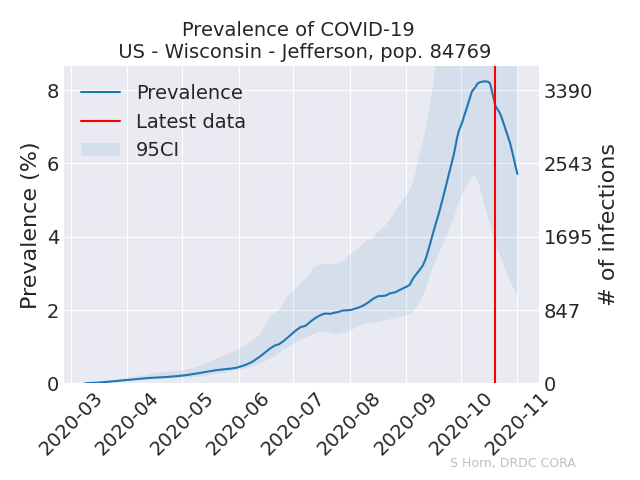 Prevalence of COVID-19
US - Wisconsin - Jefferson, pop. 84769
Prevalence
Latest data
95CI
Prevalence (%)
8
6
4
2
0
3390
2543
1695
847
0
# of infections
2020-03
2020-04
2020-05
2020-06
2020-07
2020-08
2020-09
2020-10
2020-11
S Horn, DRDC CORA